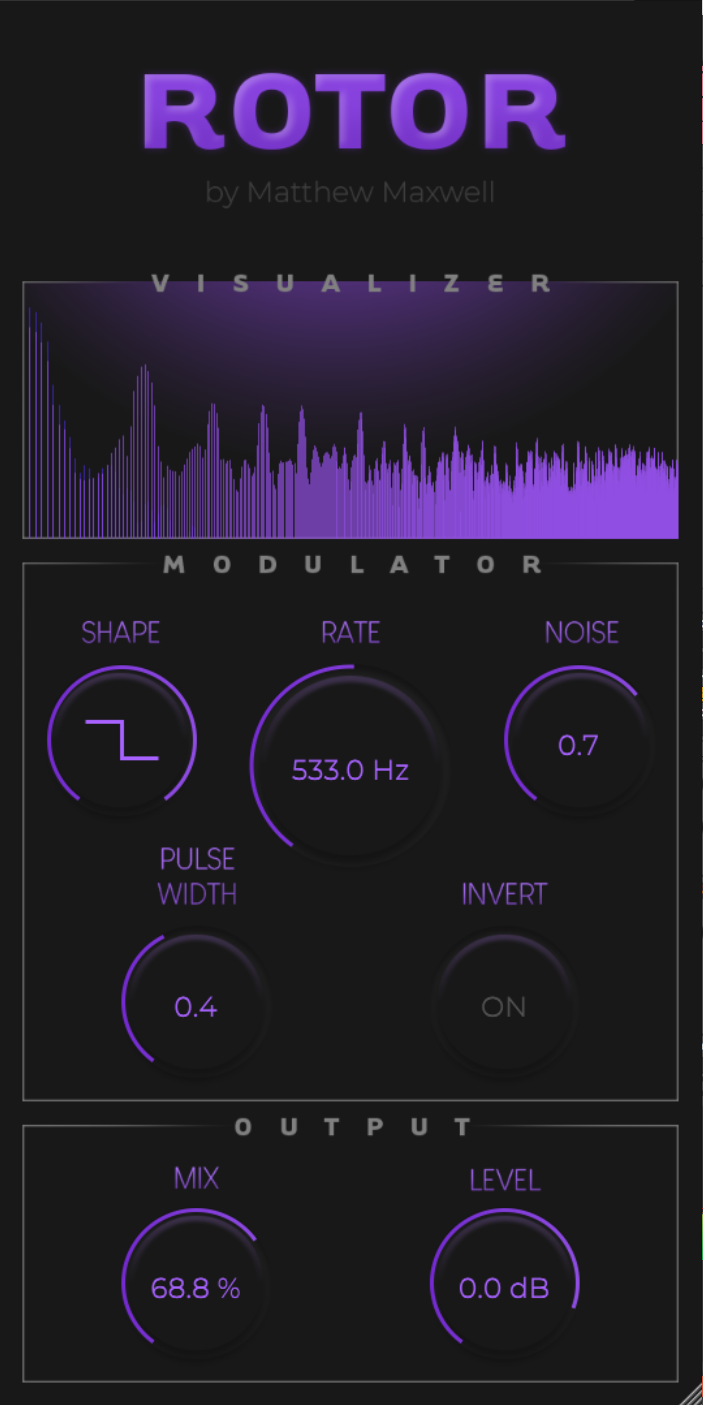 ROTOR
by Matthew Maxwell
VISUALIZER
MODULATOR
SHAPE
RATE
NOISE
533.0 Hz
0.7
PULSE
WIDTH
INVERT
0.4
ON
OUTPUT
MIX
LEVEL
68.8 %
0.0 dB